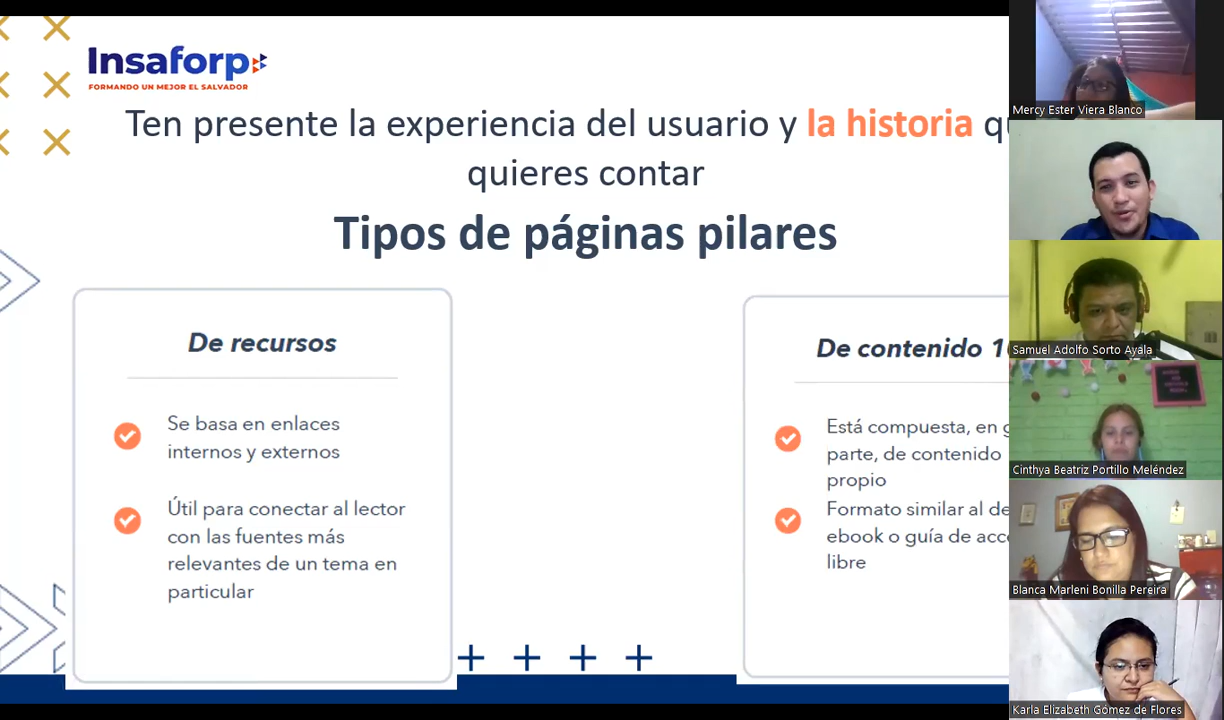 Insaforp
FORMANDO UN MEJOR EL SALVADOR
Ten presente la experiencia del usuario y la historia
quieres contar
Tipos de páginas pilares
De recursos
Se basa en enlaces
internos y externos
Útil para conectar al lector
con las fuentes más
relevantes de un tema en
particular
De contenido
Está compuesta, en
parte, de contenido
propio
Formato similar al
ebook o guía de
libre
Mercy Ester Viera Blanco
Samuel Adolfo Sorto Ayala
Cinthya Beatriz Portillo Meléndez
Blanca Marleni Bonilla Pereira
Karla Elizabeth Gómez de Flores